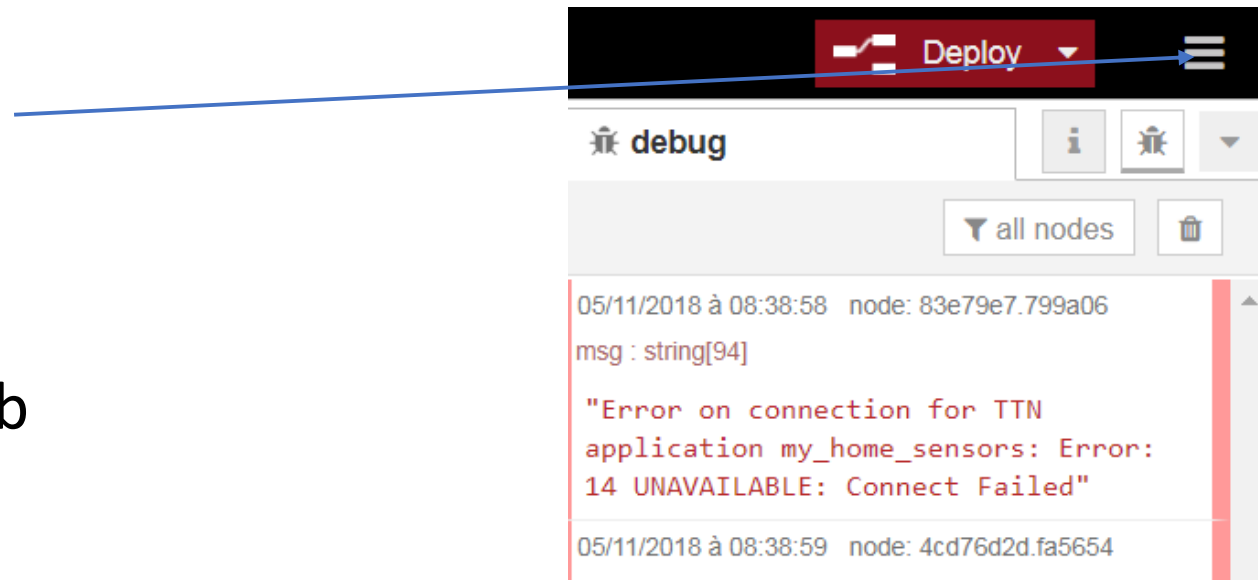 Deploy
debug
i
all nodes
05/11/2018 à 08:38:58 node: 83e79e7.799a06
msg : string[94]
b
"Error on connection for TTN
application my_home_sensors: Error:
14 UNAVAILABLE: Connect Failed"
05/11/2018 à 08:38:59 node: 4cd76d2d.fa5654